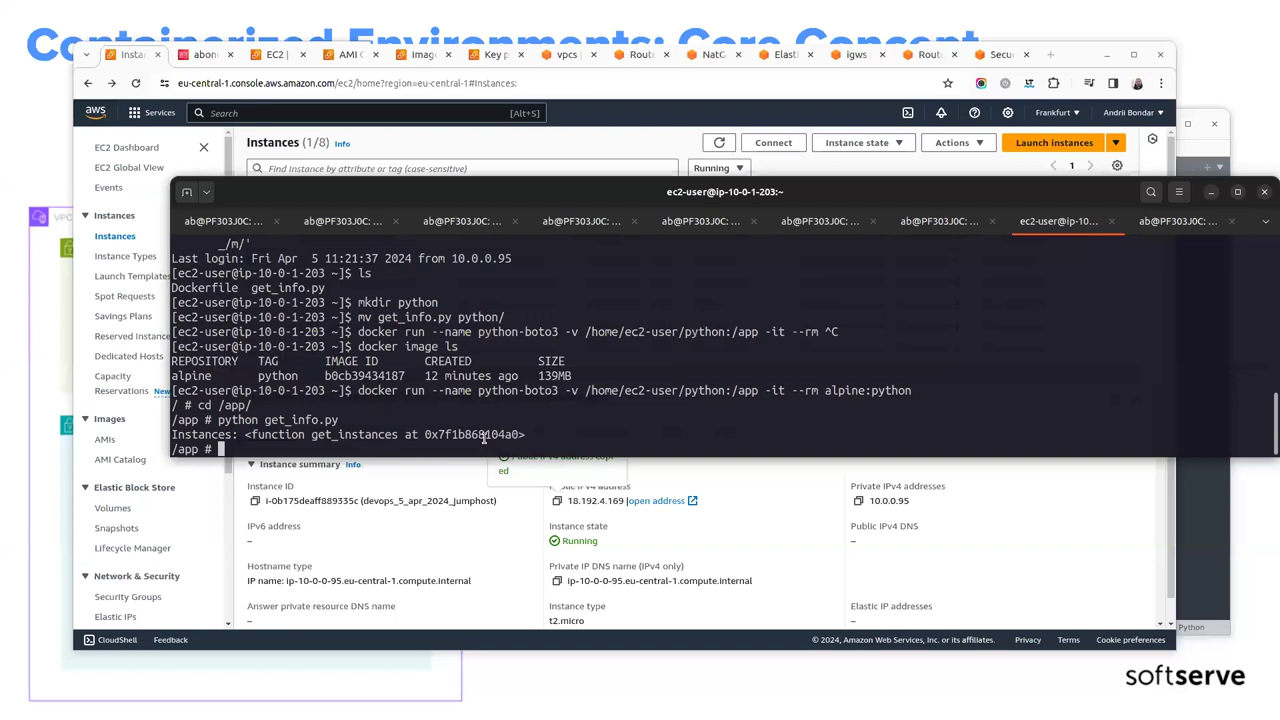 Containerized Environments: Core Concept
Instanc
abond
EC2 |
AMI C
Image
Key p
vpcs |
Route
NatG
Elasti
igws
Route
Secu
eu-central-1.console.aws.amazon.com/ec2/home?region=eu-central-1#Instances:
aws
Services
Search
[Alt+S]
Frankfurt
Andrii Bondar
EC2 Dashboard
EC2 Global View
Events
Instances
Instances
Instance Types
Launch Templates
Spot Requests
Savings Plans
Reserved Instances
Dedicated Hosts
Capacity
Reservations New
Images
AMIs
AMI Catalog
Elastic Block Store
Volumes
Snapshots
Lifecycle Manager
Network & Security
Security Groups
Elastic IPs
Instances (1/8) Info
Connect
Instance state
Actions
Launch instances
Find Instance by attribute or tag (case-sensitive)
Running
1
VPC
ec2-user@ip-10-0-1-203:~
ab@PF303J0C: ...
ab@PF303J0C: ...
ab@PF303J0C: ...
ab@PF303J0C: ...
ab@PF303J0C: ...
ab@PF303J0C: ...
ab@PF303J0C: ...
ec2-user@ip-10...
ab@PF303J0C: ...
_/m/'
Last login: Fri Apr  5 11:21:37 2024 from 10.0.0.95
[ec2-user@ip-10-0-1-203 ~]$ ls
Dockerfile  get_info.py
[ec2-user@ip-10-0-1-203 ~]$ mkdir python
[ec2-user@ip-10-0-1-203 ~]$ mv get_info.py python/
[ec2-user@ip-10-0-1-203 ~]$ docker run --name python-boto3 -v /home/ec2-user/python:/app -it --rm ^C
[ec2-user@ip-10-0-1-203 ~]$ docker image ls
REPOSITORY   TAG       IMAGE ID       CREATED          SIZE
alpine       python    b0cb39434187   12 minutes ago   139MB
[ec2-user@ip-10-0-1-203 ~]$ docker run --name python-boto3 -v /home/ec2-user/python:/app -it --rm alpine:python
/ # cd /app/
/app # python get_info.py
Instances: <function get_instances at 0x7f1b868104a0>
/app #
Instance summary Info
Public IPv4 address copi
ed
Instance ID
i-0b175deaff889335c (devops_5_apr_2024_jumphost)
Public IPv4 address
18.192.4.169 |open address
Private IPv4 addresses
10.0.0.95
IPv6 address
–
Instance state
Running
Public IPv4 DNS
–
Hostname type
IP name: ip-10-0-0-95.eu-central-1.compute.internal
Private IP DNS name (IPv4 only)
ip-10-0-0-95.eu-central-1.compute.internal
Answer private resource DNS name
–
Instance type
t2.micro
Elastic IP addresses
–
CloudShell
Feedback
© 2024, Amazon Web Services, Inc. or its affiliates.
Privacy
Terms
Cookie preferences
Python
softserve